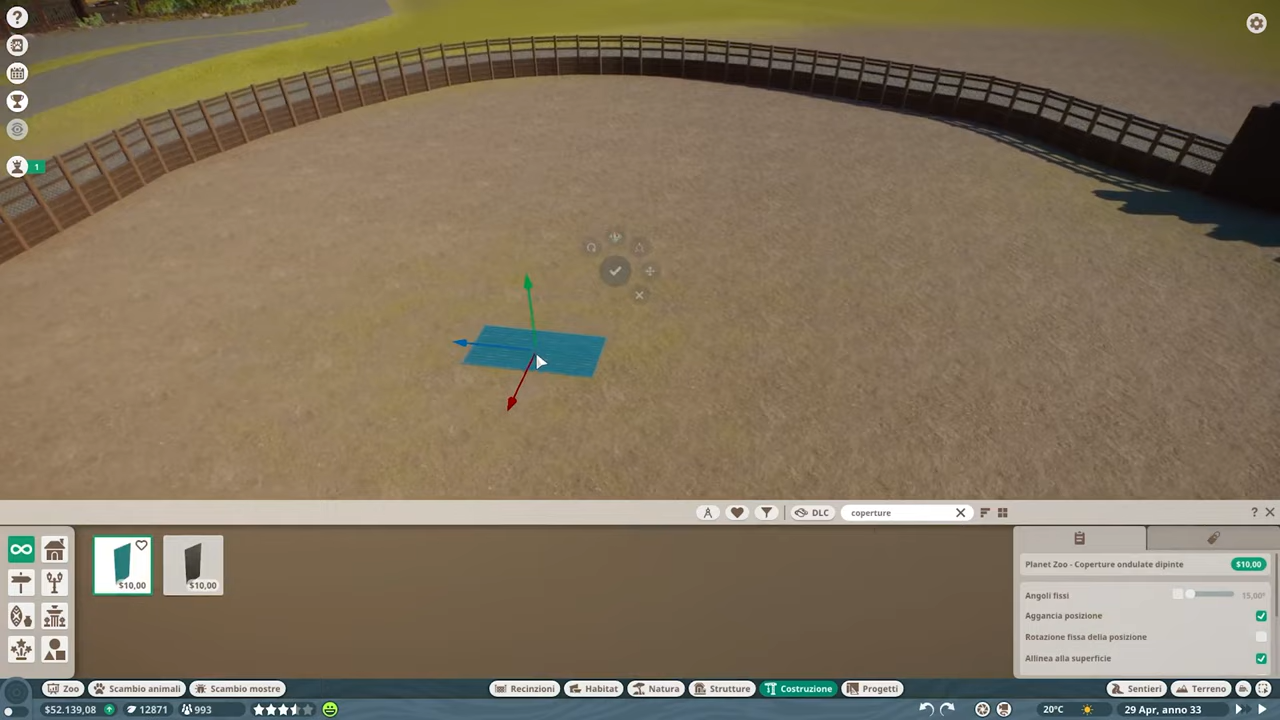 1
DLC
coperture
$10,00
$10,00
Planet Zoo - Coperture ondulate dipinte
$10,00
Angoli fissi
15,00°
Aggancia posizione
Rotazione fissa della posizione
Allinea alla superficie
Zoo
Scambio animali
Scambio mostre
Recinzioni
Habitat
Natura
Strutture
Costruzione
Progetti
Sentieri
Terreno
$52.139,08
12871
993
20°C
29 Apr, anno 33